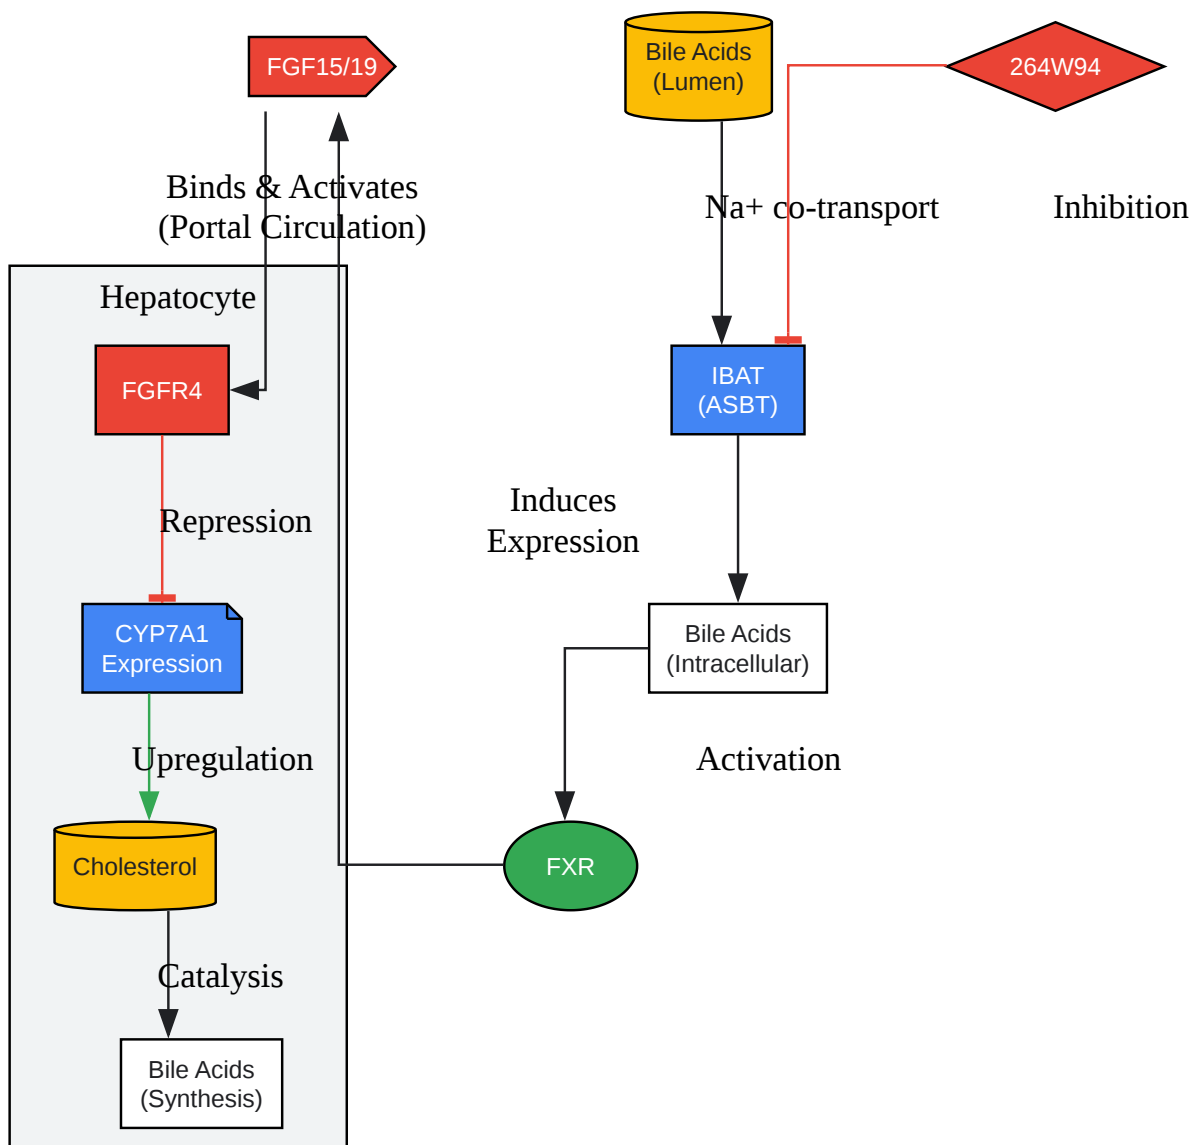 FGF15/19
Bile Acids
(Lumen)
264W94
Binds & Activates
(Portal Circulation)
Na+ co-transport
Inhibition
Hepatocyte
FGFR4
IBAT
(ASBT)
Repression
Induces
Expression
CYP7A1
Expression
Bile Acids
(Intracellular)
Upregulation
Activation
Cholesterol
FXR
Catalysis
Bile Acids
(Synthesis)